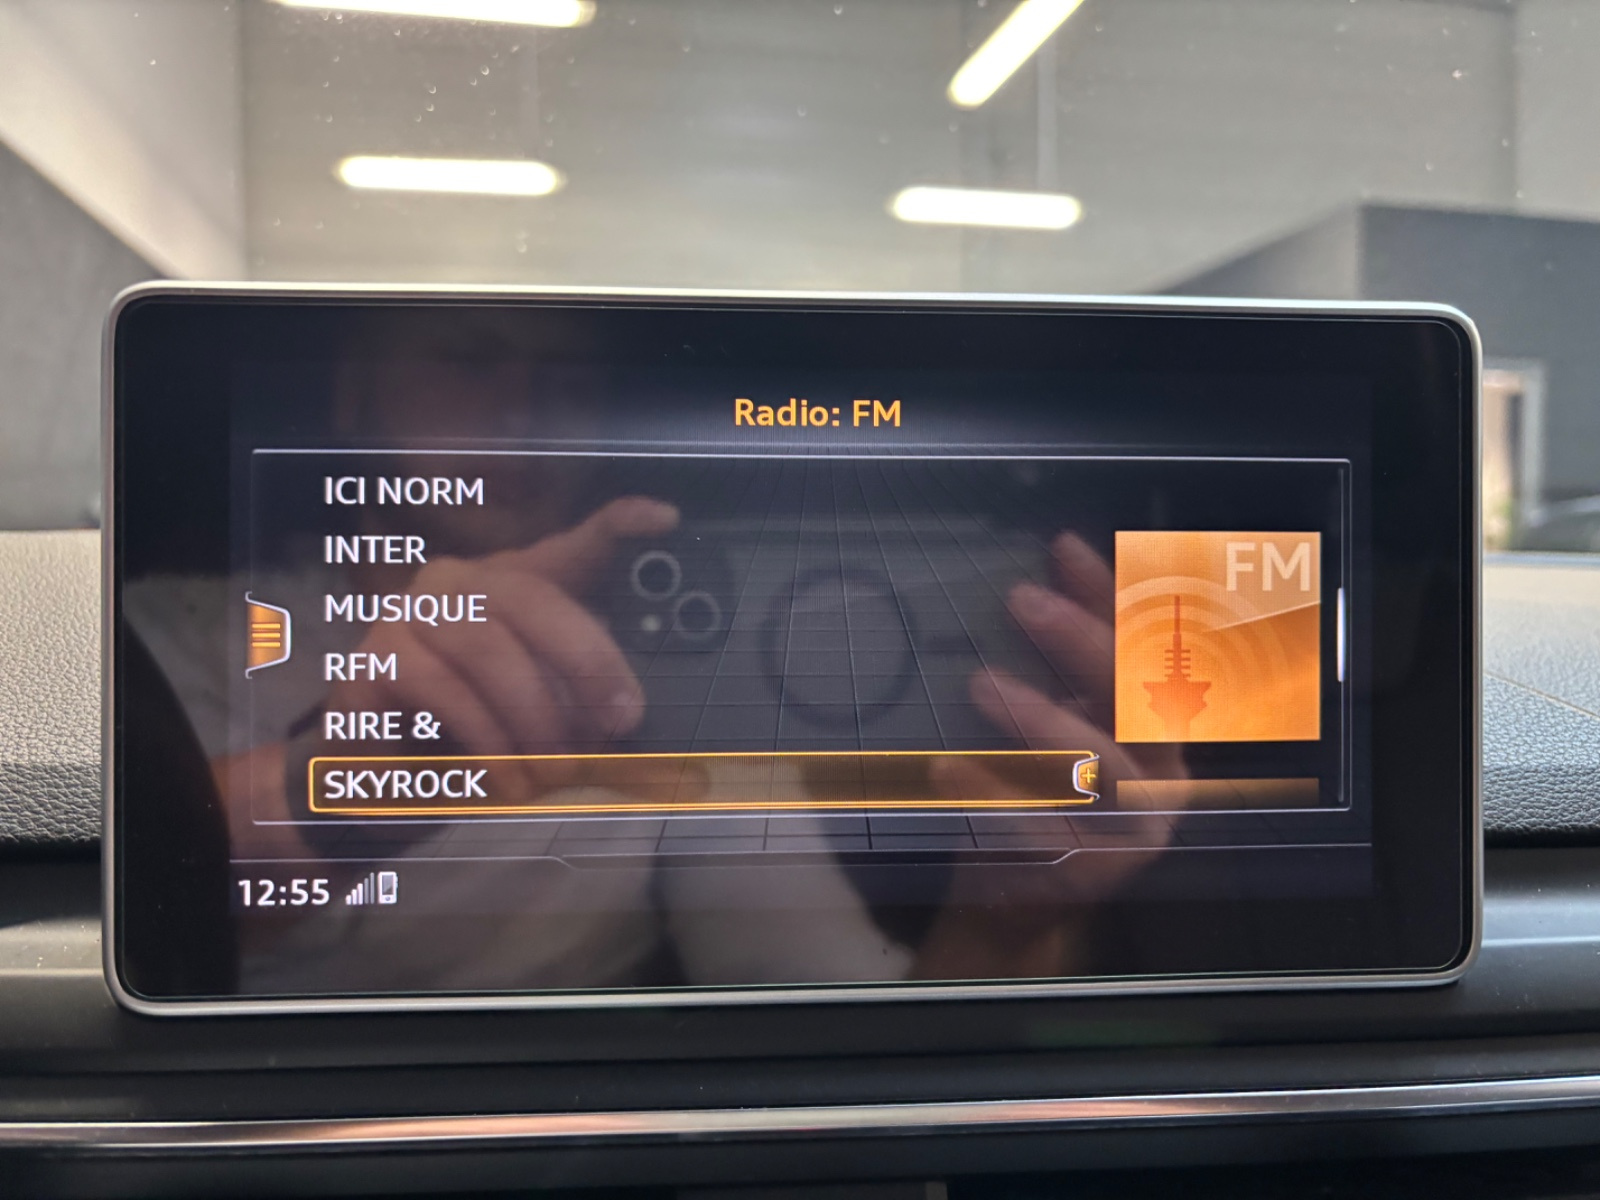 Radio: FM
ICI NORM
INTER
MUSIQUE
RFM
RIRE &
SKYROCK
FM
12:55